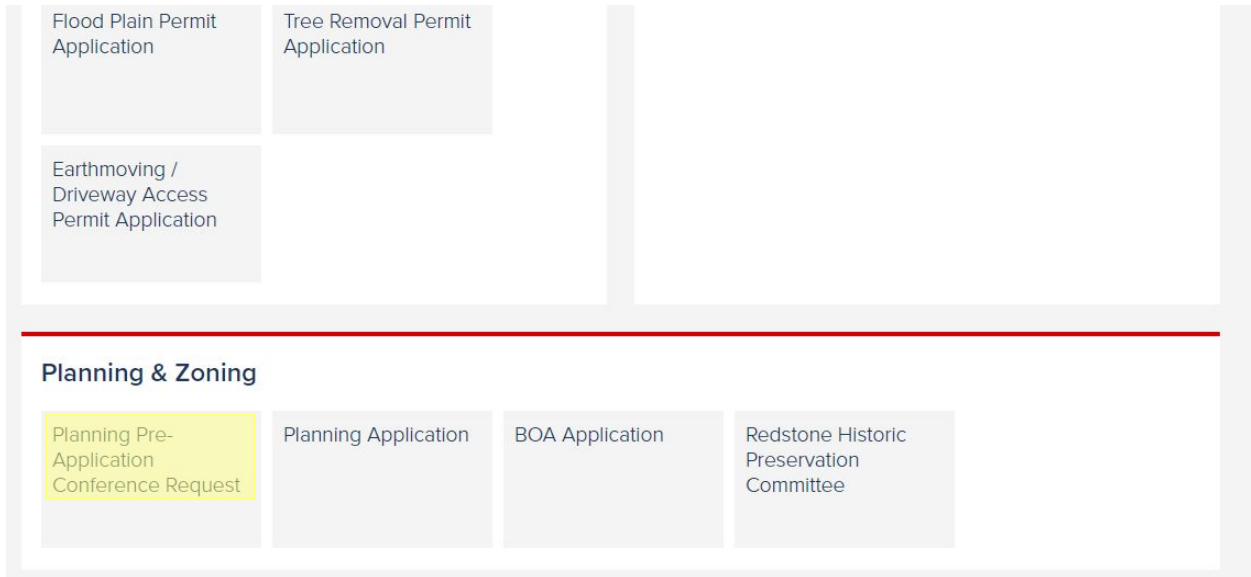 Flood Plain Permit
Application
Tree Removal Permit
Application
Earthmoving /
Driveway Access
Permit Application
Planning & Zoning
Planning Pre-
Application
Conference Request
Planning Application
BOA Application
Redstone Historic
Preservation
Committee